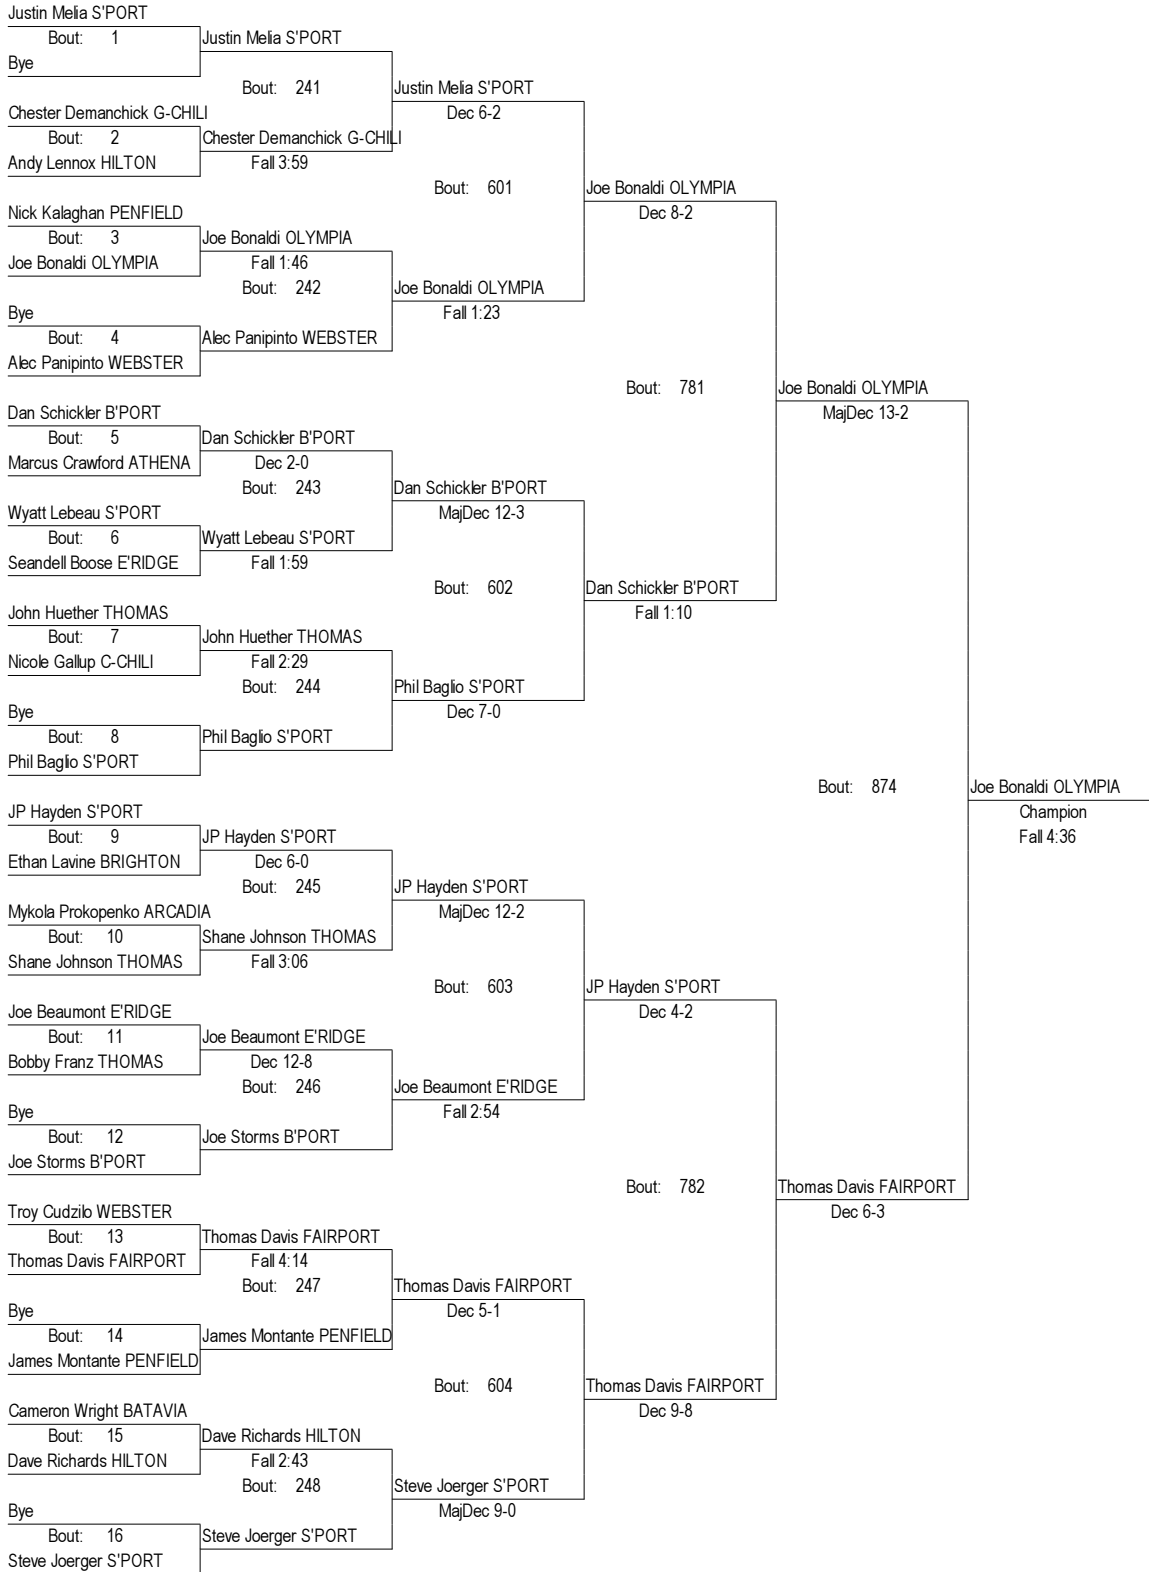 Justin Melia S'PORT
Bout: 1
Justin Melia S'PORT
Bye
Bout: 241
Justin Melia S'PORT
Dec 6-2
Chester Demanchick G-CHILI
Bout: 2
Chester Demanchick G-CHILI
Andy Lennox HILTON
Fall 3:59
Bout: 601
Joe Bonaldi OLYMPIA
Dec 8-2
Nick Kalaghan PENFIELD
Bout: 3
Joe Bonaldi OLYMPIA
Joe Bonaldi OLYMPIA
Fall 1:46
Bout: 242
Joe Bonaldi OLYMPIA
Fall 1:23
Bye
Bout: 4
Alec Panipinto WEBSTER
Alec Panipinto WEBSTER
Bout: 781
Joe Bonaldi OLYMPIA
MajDec 13-2
Dan Schickler B'PORT
Bout: 5
Dan Schickler B'PORT
Marcus Crawford ATHENA
Dec 2-0
Bout: 243
Dan Schickler B'PORT
MajDec 12-3
Wyatt Lebeau S'PORT
Bout: 6
Wyatt Lebeau S'PORT
Seandell Boose E'RIDGE
Fall 1:59
Bout: 602
Dan Schickler B'PORT
Fall 1:10
John Huether THOMAS
Bout: 7
John Huether THOMAS
Nicole Gallup C-CHILI
Fall 2:29
Bout: 244
Phil Baglio S'PORT
Dec 7-0
Bye
Bout: 8
Phil Baglio S'PORT
Phil Baglio S'PORT
Bout: 874
Joe Bonaldi OLYMPIA
Champion
Fall 4:36
JP Hayden S'PORT
Bout: 9
JP Hayden S'PORT
Ethan Lavine BRIGHTON
Dec 6-0
Bout: 245
JP Hayden S'PORT
MajDec 12-2
Mykola Prokopenko ARCADIA
Bout: 10
Shane Johnson THOMAS
Shane Johnson THOMAS
Fall 3:06
Bout: 603
JP Hayden S'PORT
Dec 4-2
Joe Beaumont E'RIDGE
Bout: 11
Joe Beaumont E'RIDGE
Bobby Franz THOMAS
Dec 12-8
Bout: 246
Joe Beaumont E'RIDGE
Fall 2:54
Bye
Bout: 12
Joe Storms B'PORT
Joe Storms B'PORT
Bout: 782
Thomas Davis FAIRPORT
Dec 6-3
Troy Cudzilo WEBSTER
Bout: 13
Thomas Davis FAIRPORT
Thomas Davis FAIRPORT
Fall 4:14
Bout: 247
Thomas Davis FAIRPORT
Dec 5-1
Bye
Bout: 14
James Montante PENFIELD
James Montante PENFIELD
Bout: 604
Thomas Davis FAIRPORT
Dec 9-8
Cameron Wright BATAVIA
Bout: 15
Dave Richards HILTON
Dave Richards HILTON
Fall 2:43
Bout: 248
Steve Joerger S'PORT
MajDec 9-0
Bye
Bout: 16
Steve Joerger S'PORT
Steve Joerger S'PORT